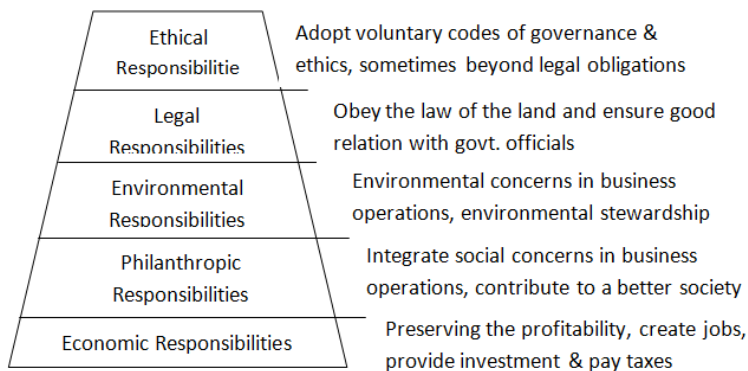 Ethical
Responsibilitie
Adopt voluntary codes of governance &
ethics, sometimes beyond legal obligations
Legal
Responsibilities
Obey the law of the land and ensure good
relation with govt. officials
Environmental
Responsibilities
Environmental concerns in business
operations, environmental stewardship
Philanthropic
Responsibilities
Integrate social concerns in business
operations, contribute to a better society
Economic Responsibilities
Preserving the profitability, create jobs,
provide investment & pay taxes